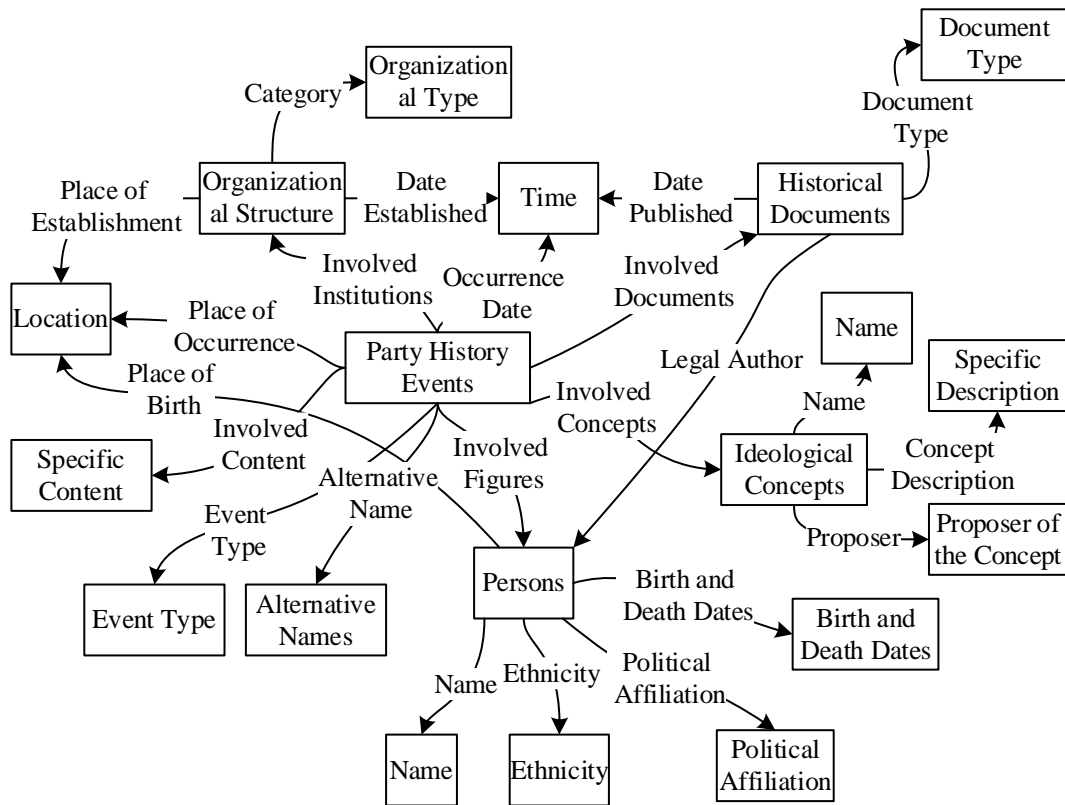 Document
Type
Organization
al Type
Category
Document
Type
Place of
Establishment
Organization
al Structure
Date
Established
Time
Date
Published
Historical
Documents
Involved
Institutions
Occurrence
Date
Involved
Documents
Location
Place of
Occurrence
Party History
Events
Legal Author
Name
Specific
Description
Place of
Birth
Involved
Concepts
Name
Involved
Content
Involved
Figures
Specific
Content
Alternative
Name
Ideological
Concepts
Concept
Description
Event
Type
Proposer
Proposer of
the Concept
Event Type
Alternative
Names
Persons
Birth and
Death Dates
Birth and
Death Dates
Name
Ethnicity
Political
Affiliation
Name
Ethnicity
Political
Affiliation